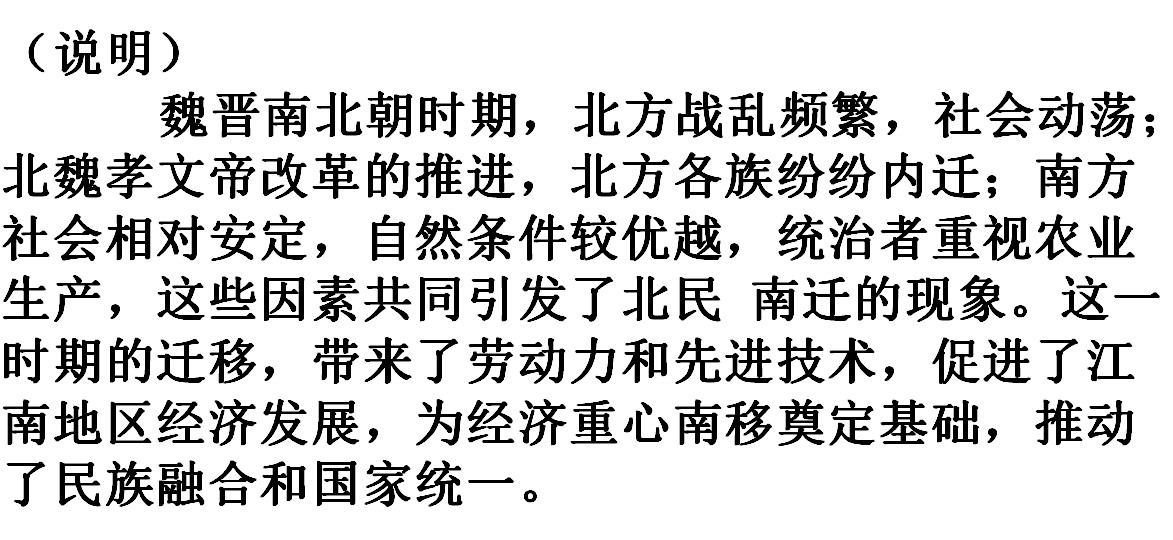 （说明）
魏晋南北朝时期，北方战乱频繁，社会动荡；
北魏孝文帝改革的推进，北方各族纷纷内迁；南方
社会相对安定，自然条件较优越，统治者重视农业
生产，这些因素共同引发了北民 南迁的现象。这一
时期的迁移，带来了劳动力和先进技术，促进了江
南地区经济发展，为经济重心南移奠定基础，推动
了民族融合和国家统一。